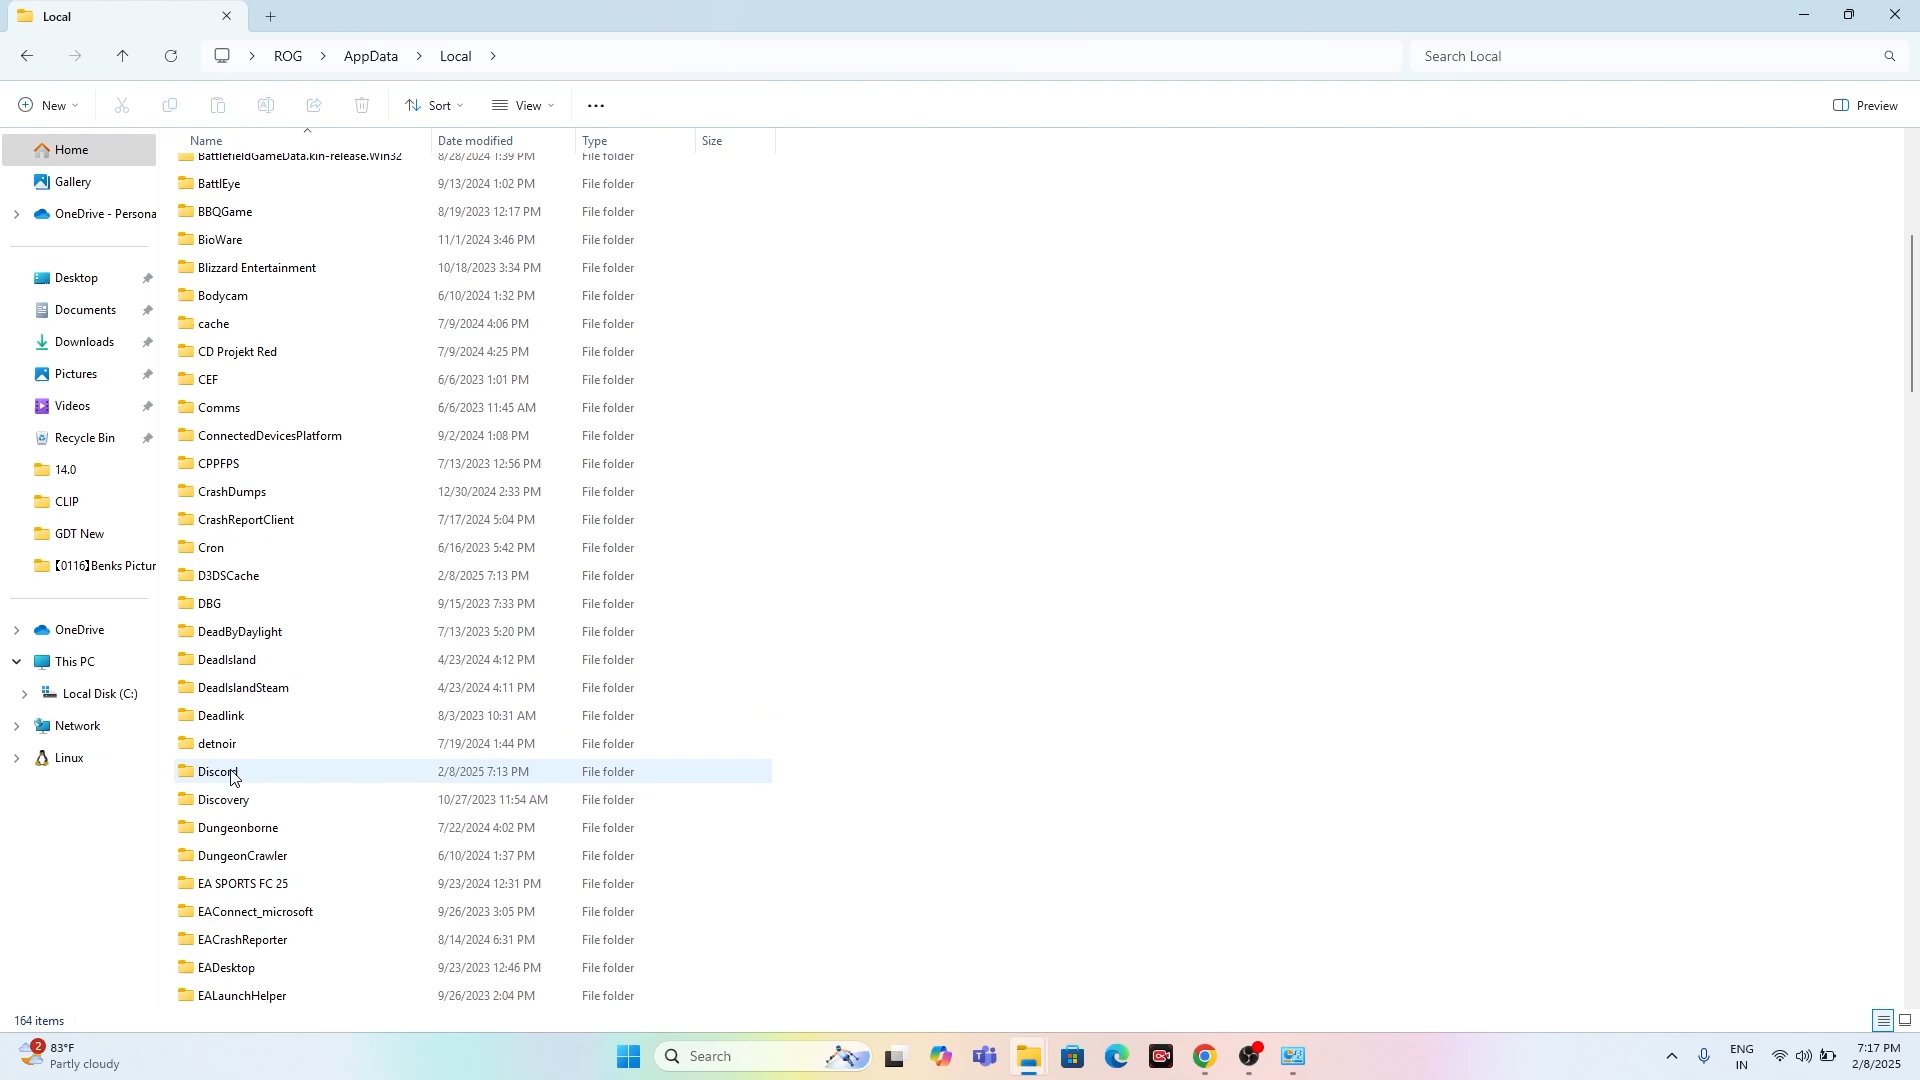 Local
ROG
AppData
Local
Search Local
New
Sort
View
Preview
Name
Date modified
Type
Size
Home
Gallery
OneDrive - Persona
Desktop
Documents
Downloads
Pictures
Videos
Recycle Bin
14.0
CLIP
GDT New
【0116】Benks Pictur
OneDrive
This PC
Local Disk (C:)
Network
Linux
BattlefieldGameData.kin-release.Win32 8/28/2024 1:39 PM File folder
BattlEye 9/13/2024 1:02 PM File folder
BBQGame 8/19/2023 12:17 PM File folder
BioWare 11/1/2024 3:46 PM File folder
Blizzard Entertainment 10/18/2023 3:34 PM File folder
Bodycam 6/10/2024 1:32 PM File folder
cache 7/9/2024 4:06 PM File folder
CD Projekt Red 7/9/2024 4:25 PM File folder
CEF 6/6/2023 1:01 PM File folder
Comms 6/6/2023 11:45 AM File folder
ConnectedDevicesPlatform 9/2/2024 1:08 PM File folder
CPPFPS 7/13/2023 12:56 PM File folder
CrashDumps 12/30/2024 2:33 PM File folder
CrashReportClient 7/17/2024 5:04 PM File folder
Cron 6/16/2023 5:42 PM File folder
D3DSCache 2/8/2025 7:13 PM File folder
DBG 9/15/2023 7:33 PM File folder
DeadByDaylight 7/13/2023 5:20 PM File folder
DeadIsland 4/23/2024 4:12 PM File folder
DeadIslandSteam 4/23/2024 4:11 PM File folder
Deadlink 8/3/2023 10:31 AM File folder
detnoir 7/19/2024 1:44 PM File folder
Discord 2/8/2025 7:13 PM File folder
Discovery 10/27/2023 11:54 AM File folder
Dungeonborne 7/22/2024 4:02 PM File folder
DungeonCrawler 6/10/2024 1:37 PM File folder
EA SPORTS FC 25 9/23/2024 12:31 PM File folder
EAConnect_microsoft 9/26/2023 3:05 PM File folder
EACrashReporter 8/14/2024 6:31 PM File folder
EADesktop 9/23/2023 12:46 PM File folder
EALaunchHelper 9/26/2023 2:04 PM File folder
164 items
2
83°F
Partly cloudy
Search
ENG
IN
7:17 PM
2/8/2025